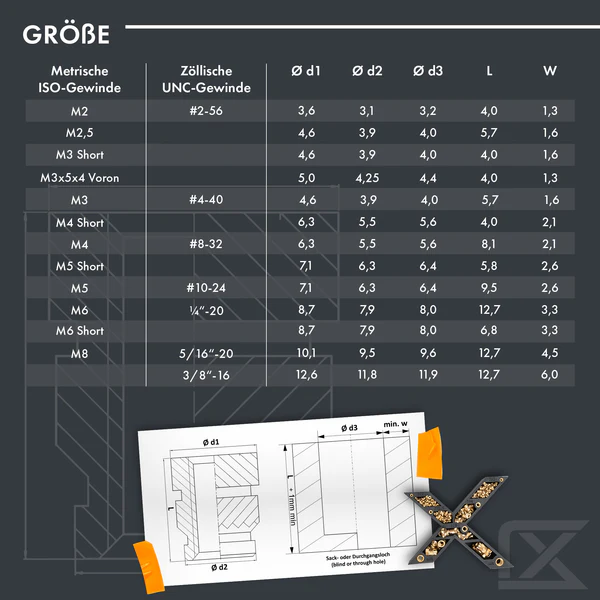 GRÖßE
Metrische ISO-Gewinde Zöllische UNC-Gewinde Ø d1 Ø d2 Ø d3 L W
M2 #2-56 3,6 3,1 3,2 4,0 1,3
M2,5 4,6 3,9 4,0 5,7 1,6
M3 Short 4,6 3,9 4,0 4,0 1,6
M3x5x4 Voron 5,0 4,25 4,4 4,0 1,3
M3 #4-40 4,6 3,9 4,0 5,7 1,6
M4 Short 6,3 5,5 5,6 4,0 2,1
M4 #8-32 6,3 5,5 5,6 8,1 2,1
M5 Short 7,1 6,3 6,4 5,8 2,6
M5 #10-24 7,1 6,3 6,4 9,5 2,6
M6 ¼“-20 8,7 7,9 8,0 12,7 3,3
M6 Short 8,7 7,9 8,0 6,8 3,3
M8 5/16“-20 10,1 9,5 9,6 12,7 4,5
3/8“-16 12,6 11,8 11,9 12,7 6,0
Ø d1
L
Ø d2
Ø d3
min. w
L + 1mm min
Sack- oder Durchgangsloch
(blind or through hole)